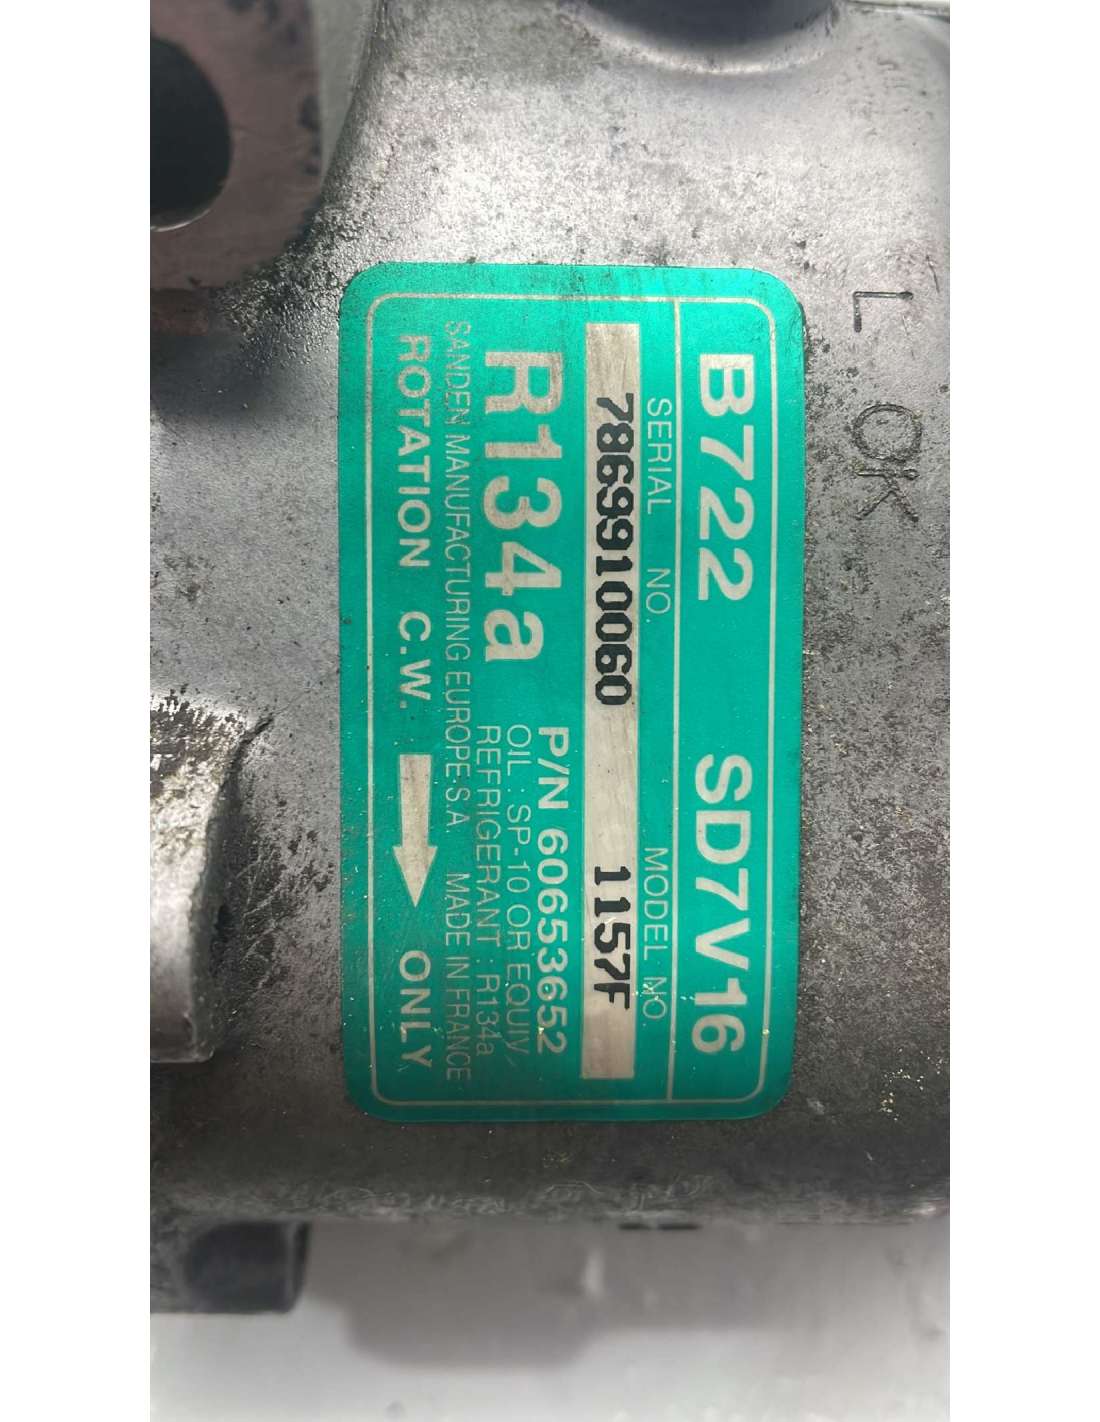 L OK
B722 SD7V16
SERIAL NO. MODEL NO.
7869910060 1157F
R134a
P/N 60653652
OIL : SP-10 OR EQUIV,
REFRIGERANT : R134a
SANDEN MANUFACTURING EUROPE S.A. MADE IN FRANCE
ROTATION C.W. ONLY